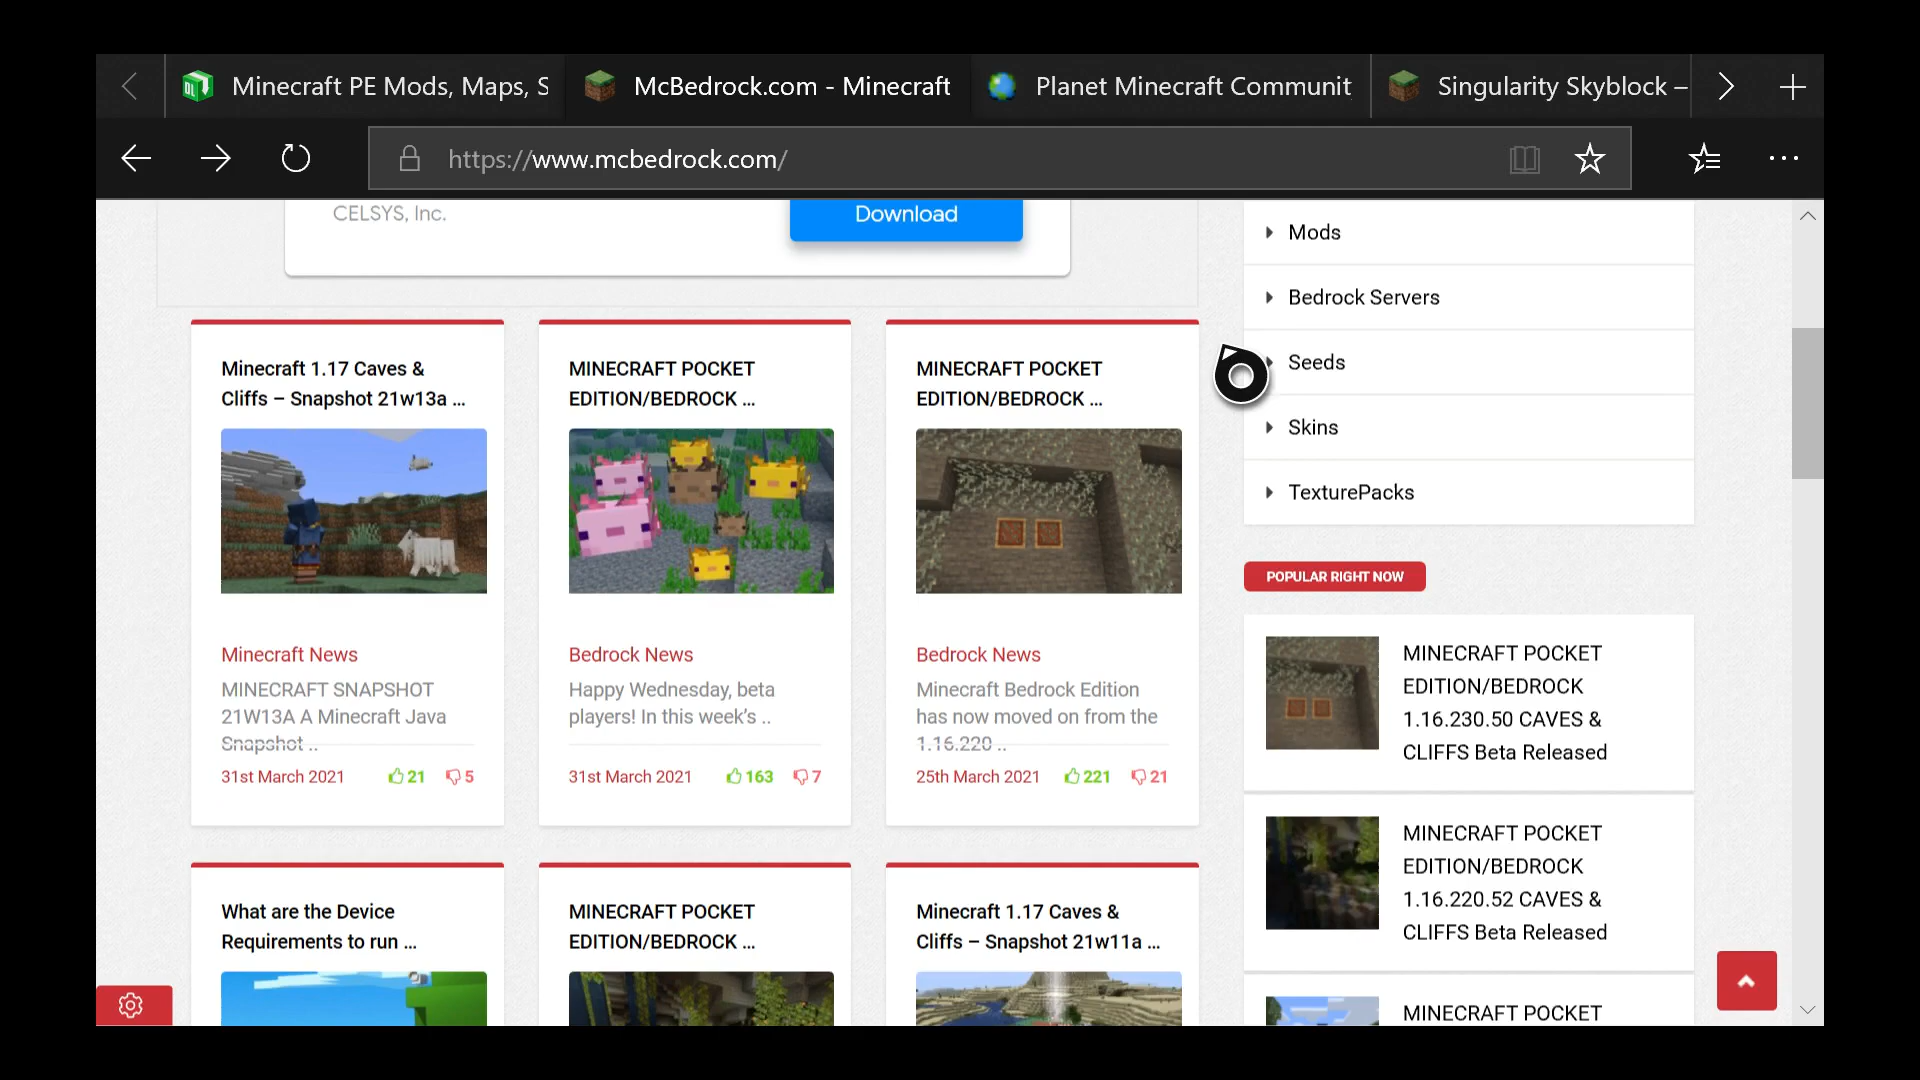 Minecraft PE Mods, Maps, S
McBedrock.com - Minecraft
Planet Minecraft Communit
Singularity Skyblock –
https://www.mcbedrock.com/
CELSYS, Inc.
Download
Minecraft 1.17 Caves &
Cliffs – Snapshot 21w13a ...
Minecraft News
MINECRAFT SNAPSHOT
21W13A A Minecraft Java
Snapshot ..
31st March 2021 21 5
MINECRAFT POCKET
EDITION/BEDROCK ...
Bedrock News
Happy Wednesday, beta
players! In this week's ..
31st March 2021 163 7
MINECRAFT POCKET
EDITION/BEDROCK ...
Bedrock News
Minecraft Bedrock Edition
has now moved on from the
1.16.220 ..
25th March 2021 221 21
What are the Device
Requirements to run ...
MINECRAFT POCKET
EDITION/BEDROCK ...
Minecraft 1.17 Caves &
Cliffs – Snapshot 21w11a ...
Mods
Bedrock Servers
Seeds
Skins
TexturePacks
POPULAR RIGHT NOW
MINECRAFT POCKET
EDITION/BEDROCK
1.16.230.50 CAVES &
CLIFFS Beta Released
MINECRAFT POCKET
EDITION/BEDROCK
1.16.220.52 CAVES &
CLIFFS Beta Released
MINECRAFT POCKET